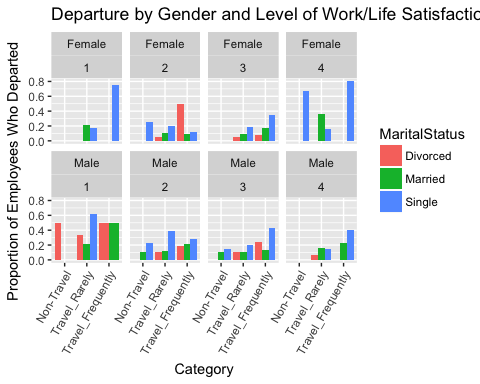 Departure by Gender and Level of Work/Life Satisfactio
Female Female Female Female
1 2 3 4
0.8
0.6
0.4
0.2
0.0
Male Male Male Male
1 2 3 4
0.8
0.6
0.4
0.2
0.0
Proportion of Employees Who Departed
Non-Travel Travel_Rarely Travel_Frequently Non-Travel Travel_Rarely Travel_Frequently Non-Travel Travel_Rarely Travel_Frequently Non-Travel Travel_Rarely Travel_Frequently
Category
MaritalStatus
Divorced
Married
Single